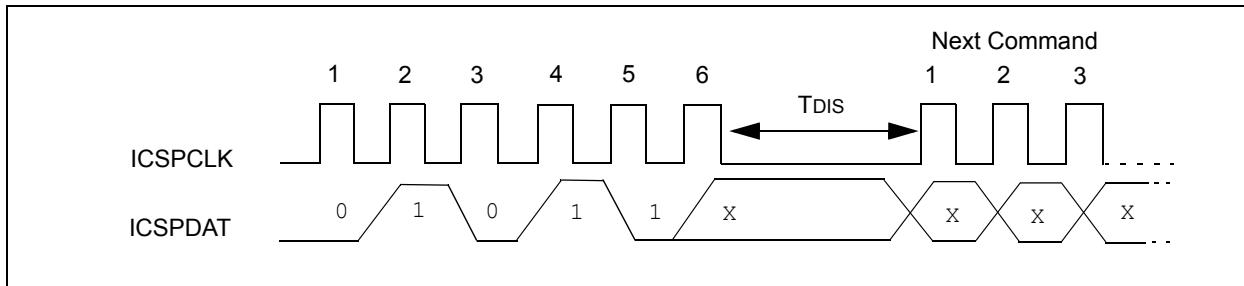 Next Command
1 2 3 4 5 6 1 2 3
TDIS
ICSPCLK
0 1 0 1 1 x x x x
ICSPDAT